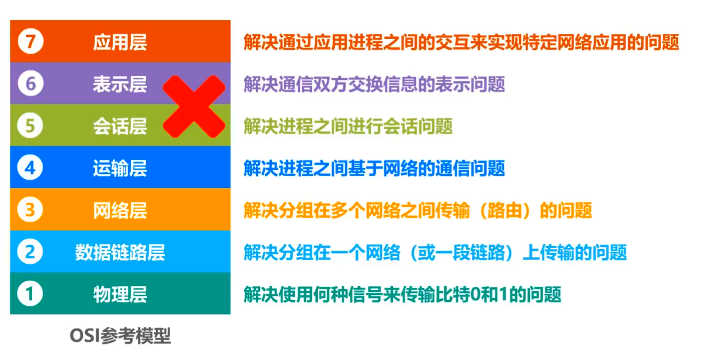 7 应用层 解决通过应用进程之间的交互来实现特定网络应用的问题
6 表示层 解决通信双方交换信息的表示问题
5 会话层 解决进程之间进行会话问题
4 运输层 解决进程之间基于网络的通信问题
3 网络层 解决分组在多个网络之间传输（路由）的问题
2 数据链路层 解决分组在一个网络（或一段链路）上传输的问题
1 物理层 解决使用何种信号来传输比特0和1的问题
OSI参考模型